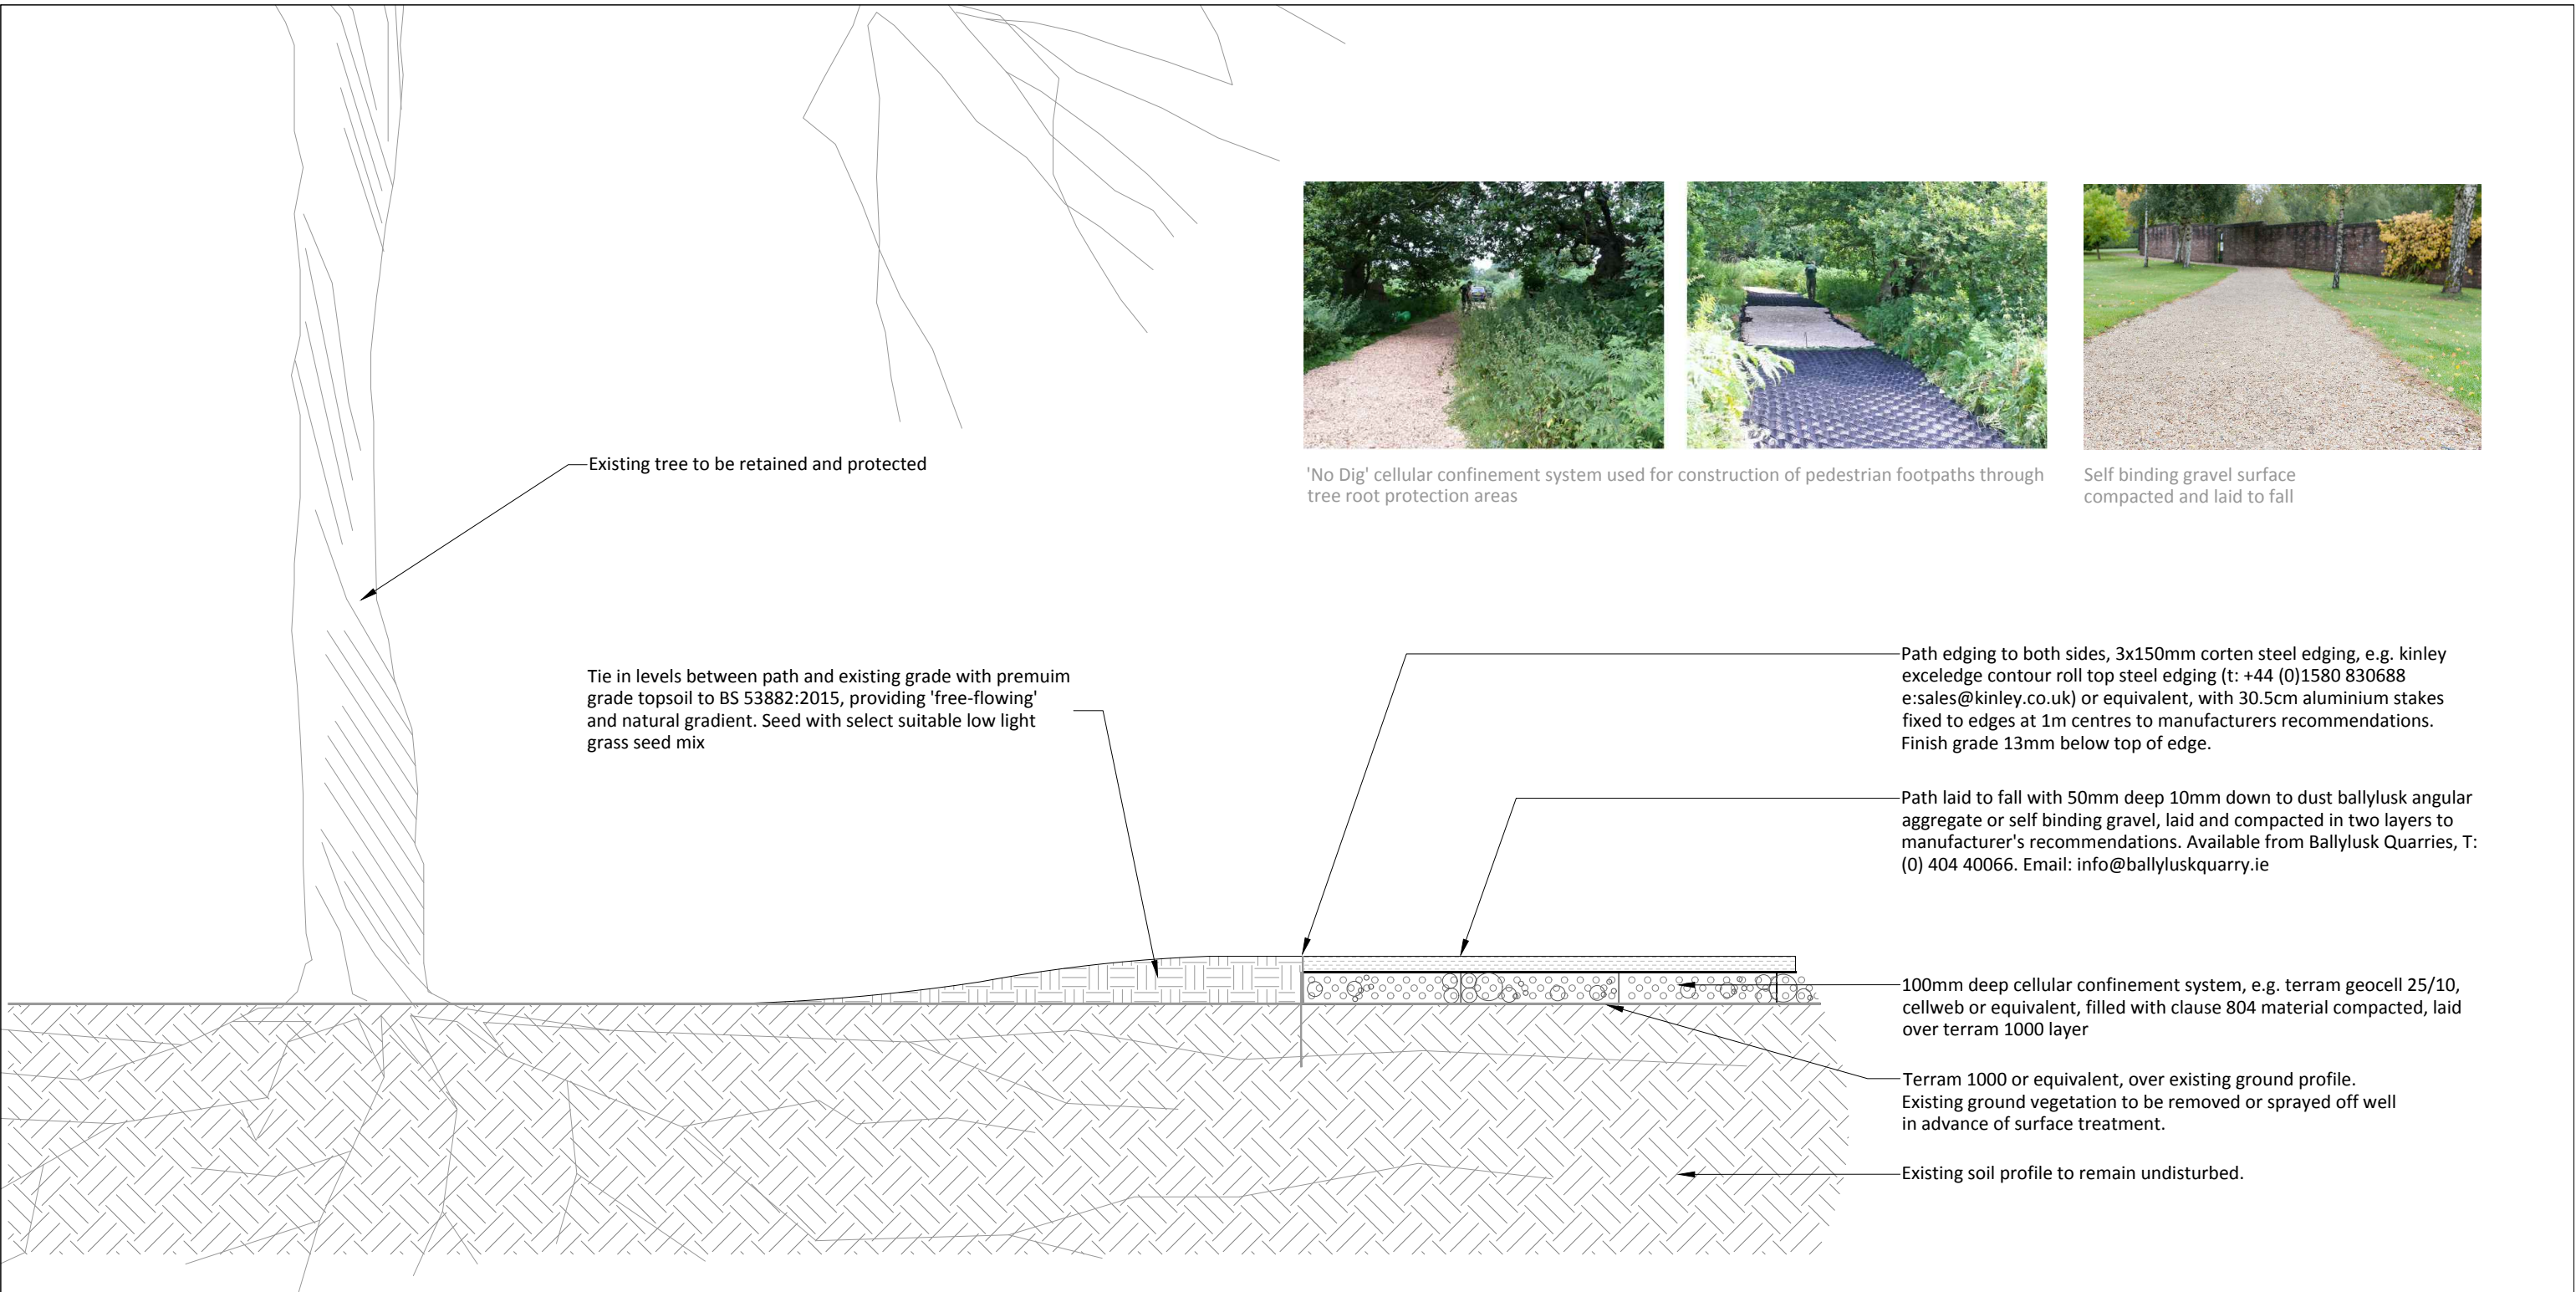 'No Dig' cellular confinement system used for construction of pedestrian footpaths through
tree root protection areas
Self binding gravel surface
compacted and laid to fall
Existing tree to be retained and protected
Tie in levels between path and existing grade with premuim
grade topsoil to BS 53882:2015, providing 'free-flowing'
and natural gradient. Seed with select suitable low light
grass seed mix
Path edging to both sides, 3x150mm corten steel edging, e.g. kinley
exceledge contour roll top steel edging (t: +44 (0)1580 830688
e:sales@kinley.co.uk) or equivalent, with 30.5cm aluminium stakes
fixed to edges at 1m centres to manufacturers recommendations.
Finish grade 13mm below top of edge.
Path laid to fall with 50mm deep 10mm down to dust ballylusk angular
aggregate or self binding gravel, laid and compacted in two layers to
manufacturer's recommendations. Available from Ballylusk Quarries, T:
(0) 404 40066. Email: info@ballyluskquarry.ie
100mm deep cellular confinement system, e.g. terram geocell 25/10,
cellweb or equivalent, filled with clause 804 material compacted, laid
over terram 1000 layer
Terram 1000 or equivalent, over existing ground profile.
Existing ground vegetation to be removed or sprayed off well
in advance of surface treatment.
Existing soil profile to remain undisturbed.